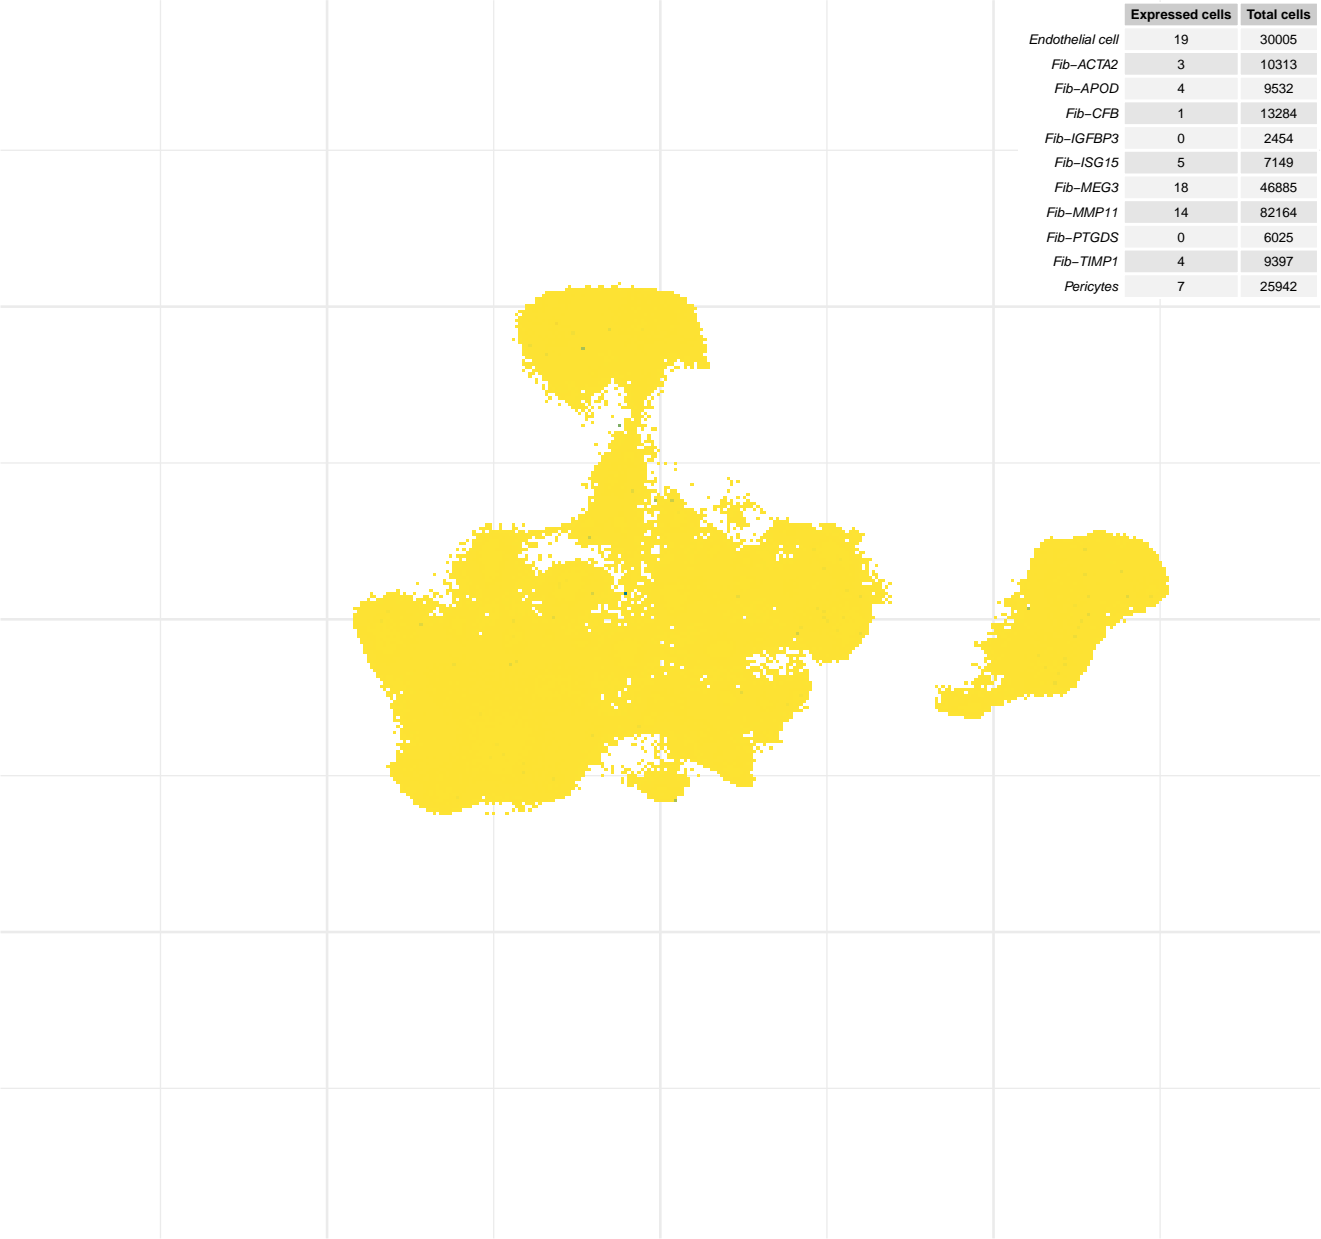 Expressed cells Total cells
Endothelial cell 19 30005
Fib−ACTA2 3 10313
Fib−APOD 4 9532
Fib−CFB 1 13284
Fib−IGFBP3 0 2454
Fib−ISG15 5 7149
Fib−MEG3 18 46885
Fib−MMP11 14 82164
Fib−PTGDS 0 6025
Fib−TIMP1 4 9397
Pericytes 7 25942